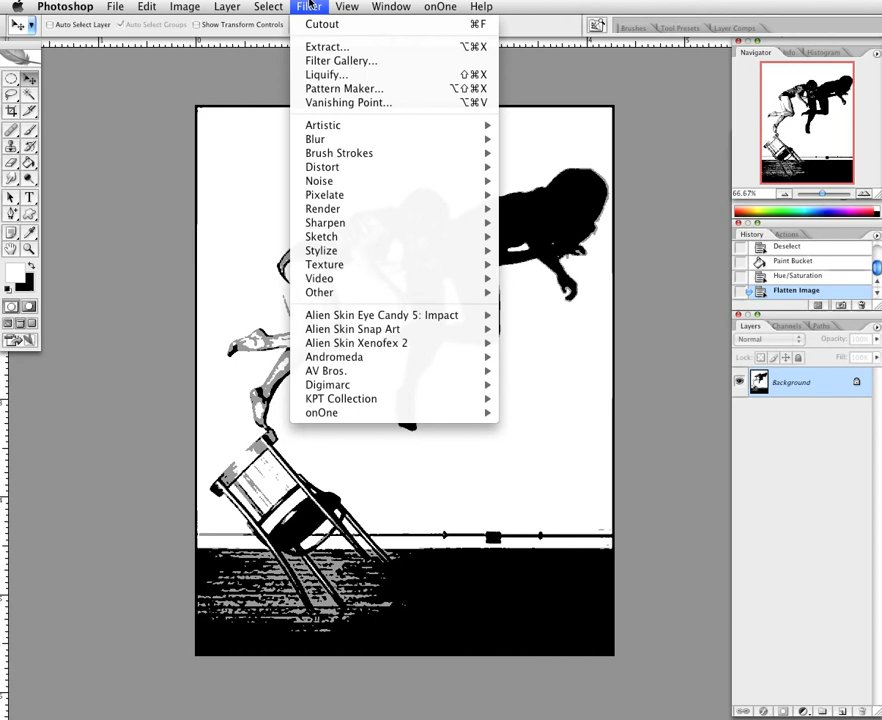 Photoshop File Edit Image Layer Select Filter View Window onOne Help
Auto Select Layer Auto Select Groups Show Transform Controls
Brushes Tool Presets Layer Comps
Cutout ⌘F
Extract... ⌥⌘X
Filter Gallery...
Liquify... ⇧⌘X
Pattern Maker... ⌥⇧⌘X
Vanishing Point... ⌥⌘V
Artistic
Blur
Brush Strokes
Distort
Noise
Pixelate
Render
Sharpen
Sketch
Stylize
Texture
Video
Other
Alien Skin Eye Candy 5: Impact
Alien Skin Snap Art
Alien Skin Xenofex 2
Andromeda
AV Bros.
Digimarc
KPT Collection
onOne
Navigator Info Histogram
66.67%
History Actions
Deselect
Paint Bucket
Hue/Saturation
Flatten Image
Layers Channels Paths
Normal Opacity: 100%
Lock: Fill: 100%
Background